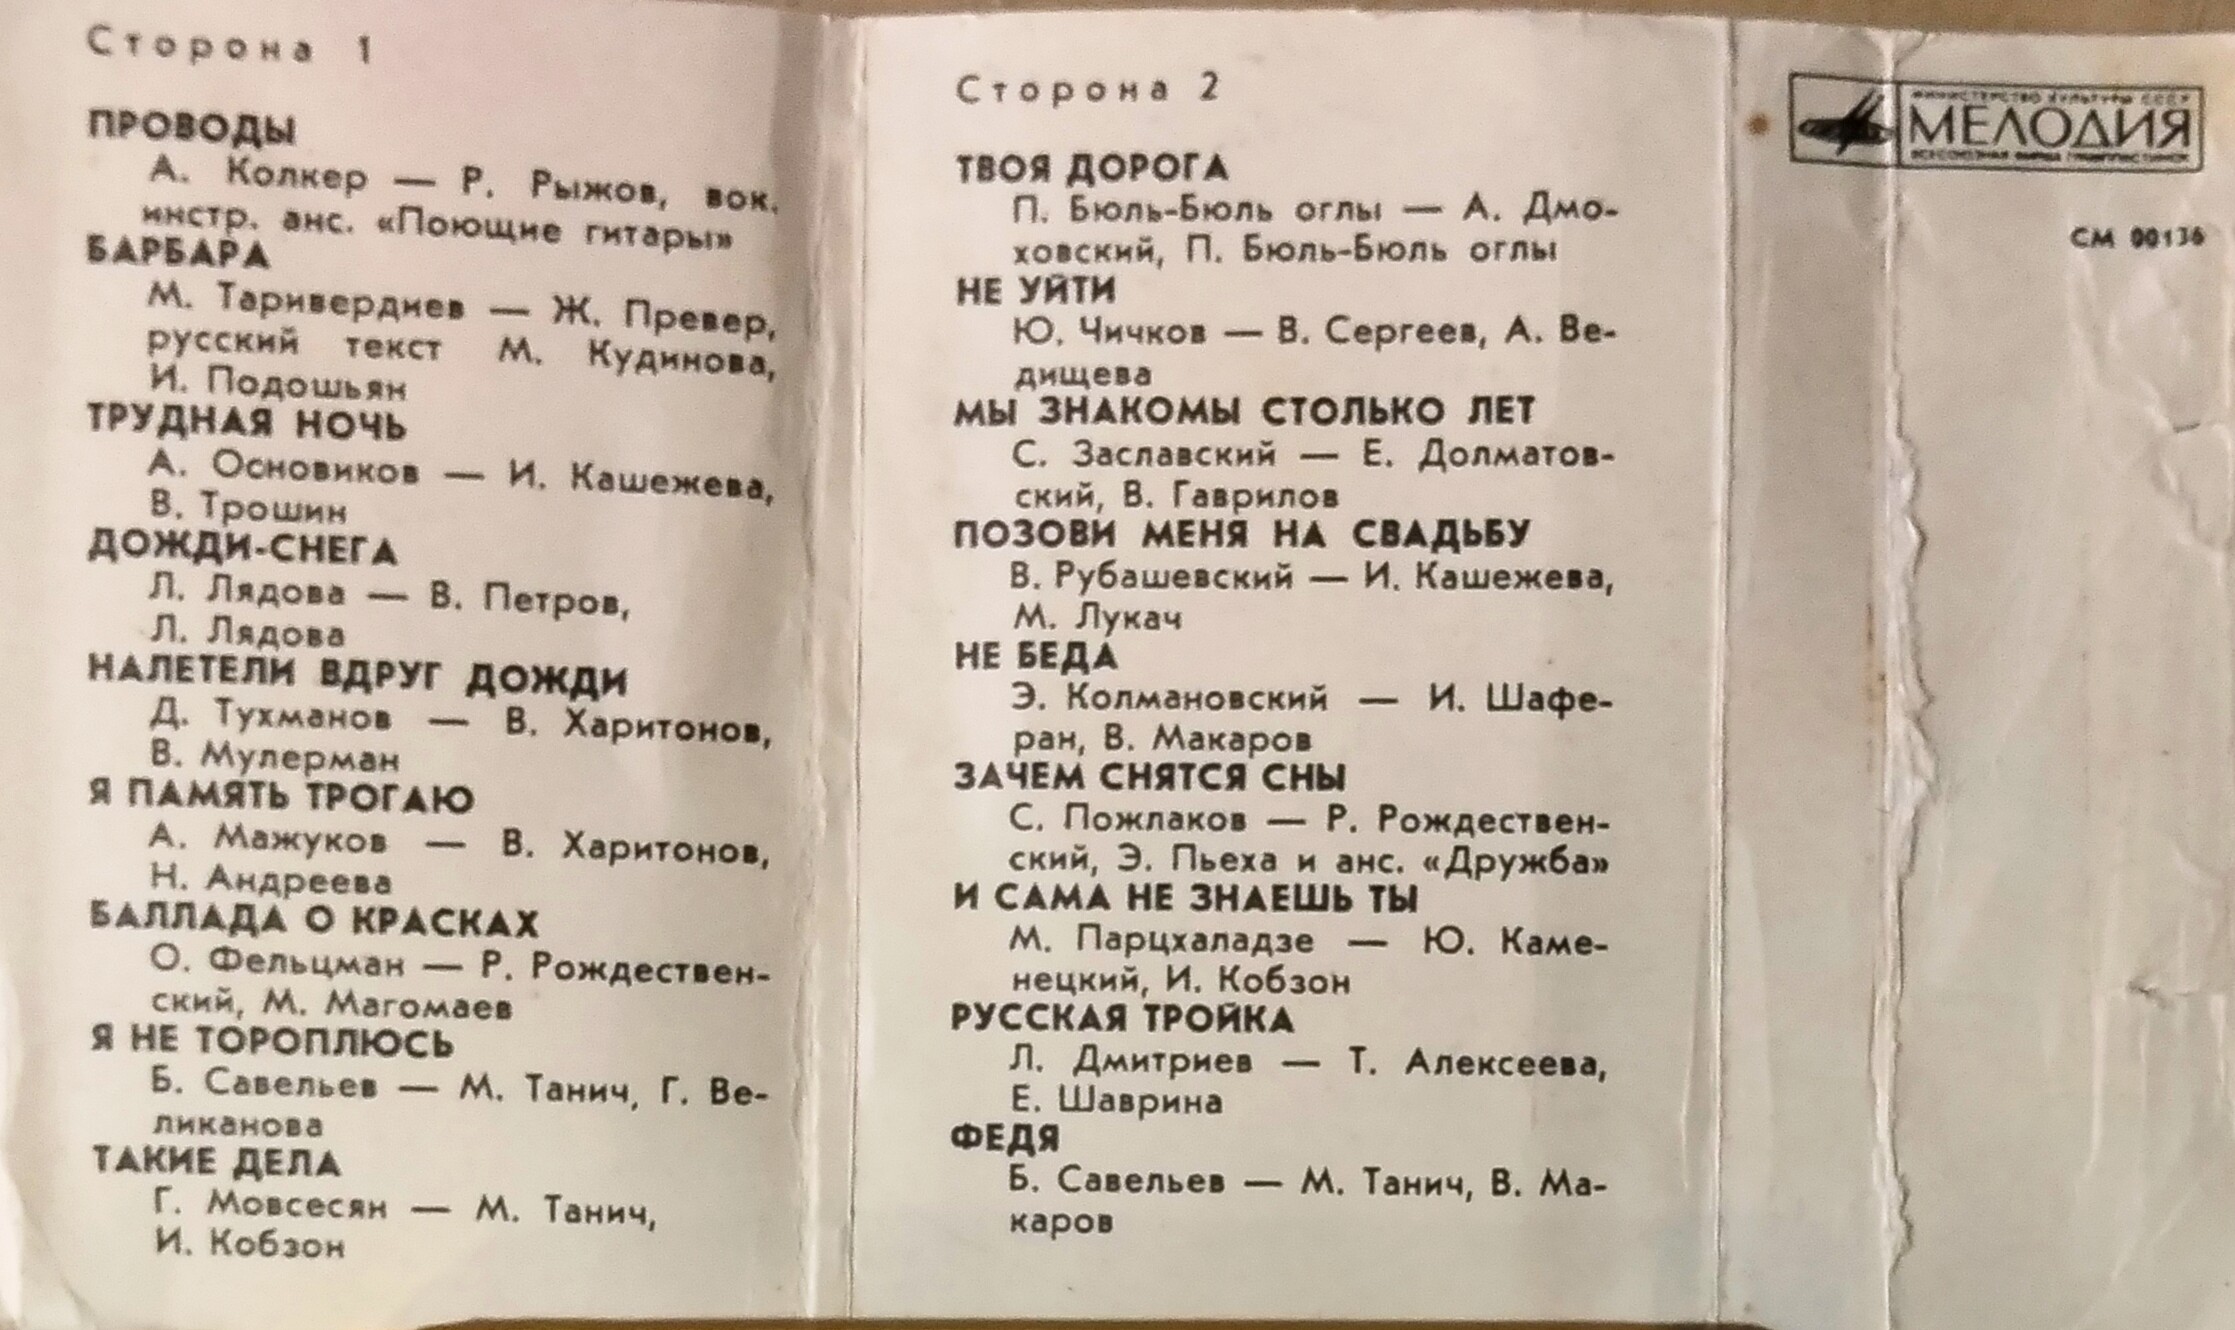 Сторона 1
ПРОВОДЫ
А. Колкер — Р. Рыжов, вок.
инстр. анс. «Поющие гитары»
БАРБАРА
М. Таривердиев — Ж. Превер,
русский текст М. Кудинова,
И. Подошьян
ТРУДНАЯ НОЧЬ
А. Основиков — И. Кашежева,
В. Трошин
ДОЖДИ-СНЕГА
Л. Лядова — В. Петров,
Л. Лядова
НАЛЕТЕЛИ ВДРУГ ДОЖДИ
Д. Тухманов — В. Харитонов,
В. Мулерман
Я ПАМЯТЬ ТРОГАЮ
А. Мажуков — В. Харитонов,
Н. Андреева
БАЛЛАДА О КРАСКАХ
О. Фельцман — Р. Рождествен-
ский, М. Магомаев
Я НЕ ТОРОПЛЮСЬ
Б. Савельев — М. Танич, Г. Ве-
ликанова
ТАКИЕ ДЕЛА
Г. Мовсесян — М. Танич,
И. Кобзон
Сторона 2
ТВОЯ ДОРОГА
П. Бюль-Бюль оглы — А. Дмо-
ховский, П. Бюль-Бюль оглы
НЕ УЙТИ
Ю. Чичков — В. Сергеев, А. Ве-
дищева
МЫ ЗНАКОМЫ СТОЛЬКО ЛЕТ
С. Заславский — Е. Долматов-
ский, В. Гаврилов
ПОЗОВИ МЕНЯ НА СВАДЬБУ
В. Рубашевский — И. Кашежева,
М. Лукач
НЕ БЕДА
Э. Колмановский — И. Шафе-
ран, В. Макаров
ЗАЧЕМ СНЯТСЯ СНЫ
С. Пожлаков — Р. Рождествен-
ский, Э. Пьеха и анс. «Дружба»
И САМА НЕ ЗНАЕШЬ ТЫ
М. Парцхаладзе — Ю. Каме-
нецкий, И. Кобзон
РУССКАЯ ТРОЙКА
Л. Дмитриев — Т. Алексеева,
Е. Шаврина
ФЕДЯ
Б. Савельев — М. Танич, В. Ма-
каров
МИНИСТЕРСТВО КУЛЬТУРЫ СССР
МЕЛОДИЯ
ВСЕСОЮЗНАЯ ФИРМА ГРАМПЛАСТИНОК
СМ 00136